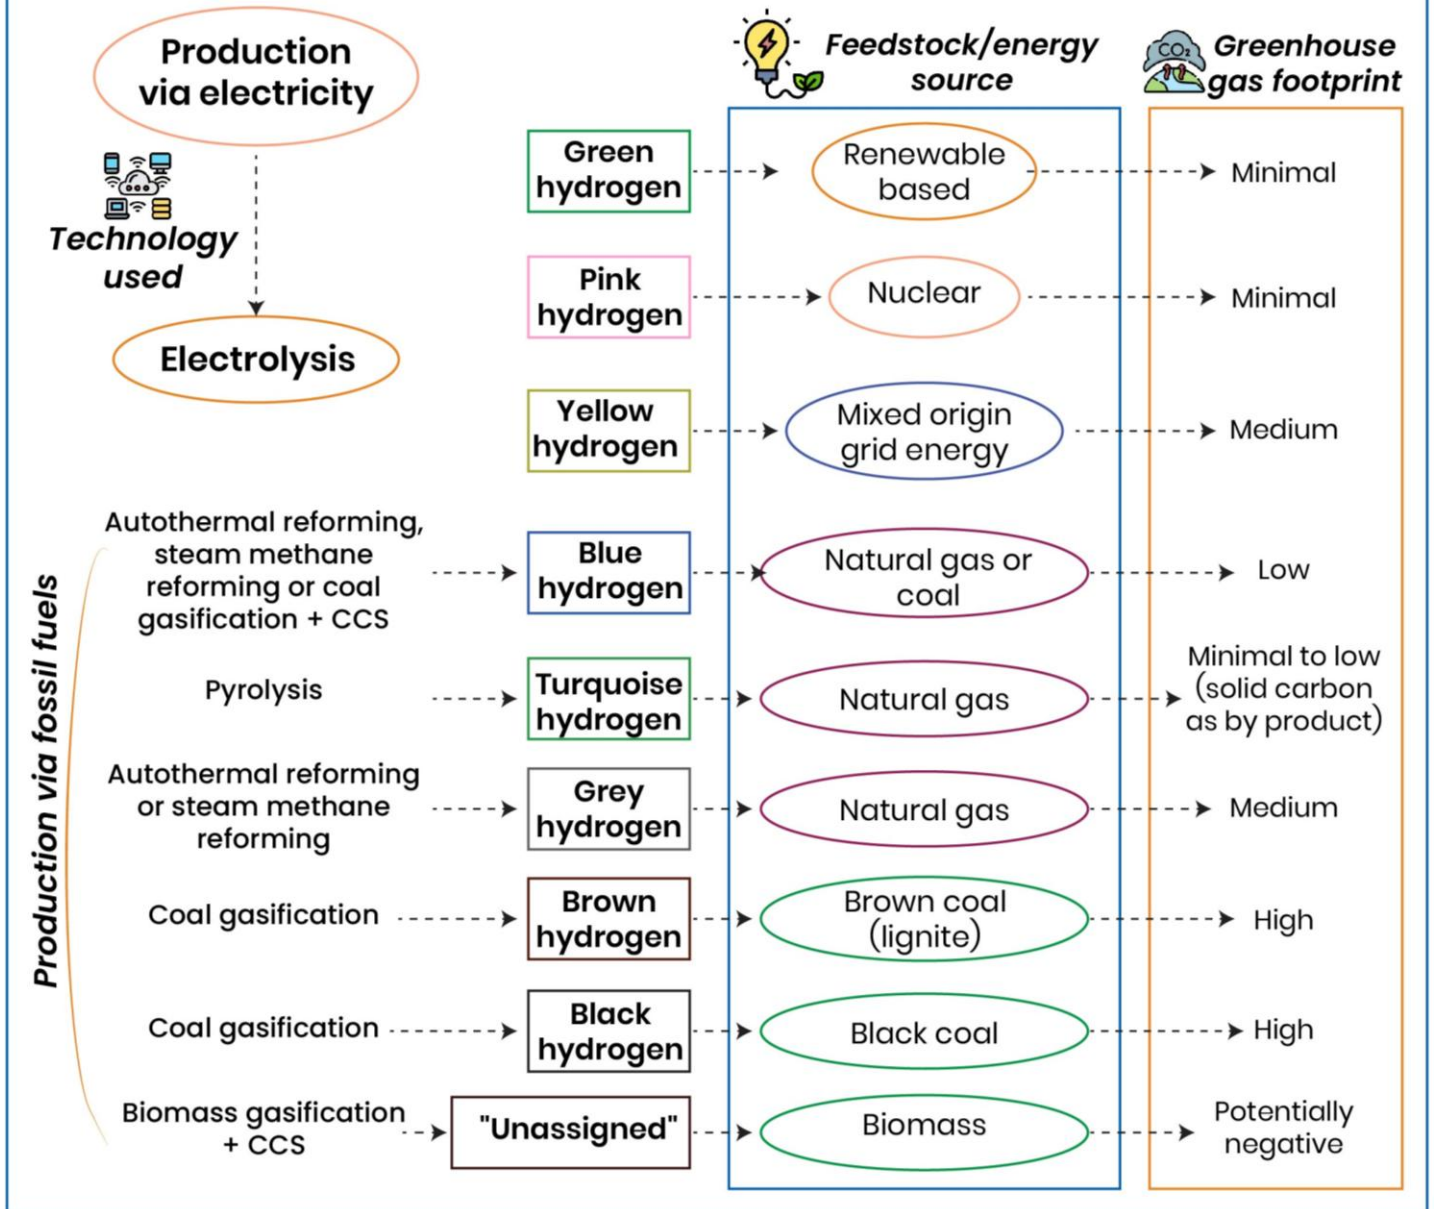 Production
via electricity
Technology
used
Electrolysis
Feedstock/energy
source
CO₂
Greenhouse
gas footprint
Green
hydrogen
Renewable
based
Minimal
Pink
hydrogen
Nuclear
Minimal
Yellow
hydrogen
Mixed origin
grid energy
Medium
Production via fossil fuels
Autothermal reforming,
steam methane
reforming or coal
gasification + CCS
Blue
hydrogen
Natural gas or
coal
Low
Pyrolysis
Turquoise
hydrogen
Natural gas
Minimal to low
(solid carbon
as by product)
Autothermal reforming
or steam methane
reforming
Grey
hydrogen
Natural gas
Medium
Coal gasification
Brown
hydrogen
Brown coal
(lignite)
High
Coal gasification
Black
hydrogen
Black coal
High
Biomass gasification
+ CCS
"Unassigned"
Biomass
Potentially
negative